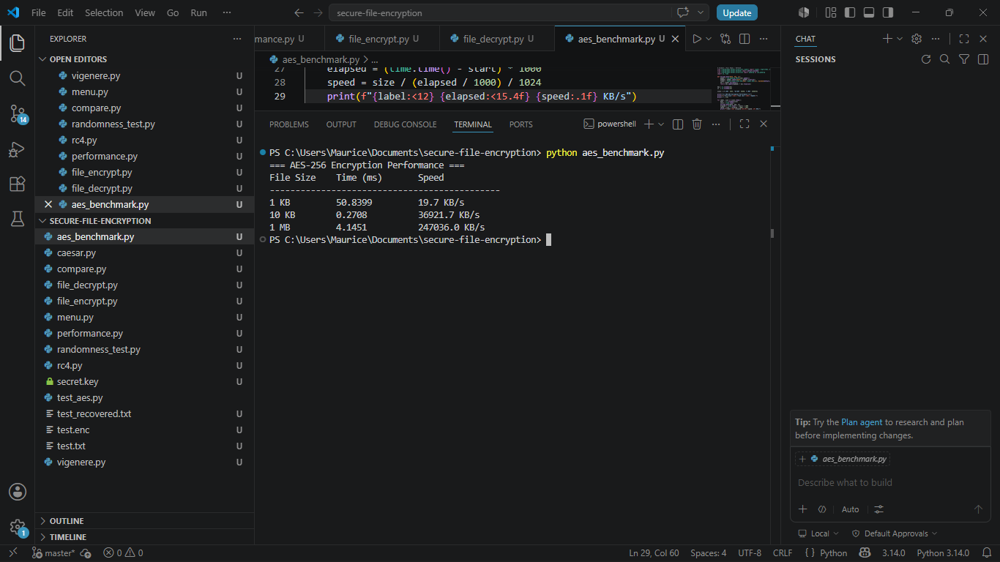 File Edit Selection View Go Run ···
secure-file-encryption
Update
EXPLORER
OPEN EDITORS
vigenere.py U
menu.py U
compare.py U
randomness_test.py U
rc4.py U
performance.py U
file_encrypt.py U
file_decrypt.py U
aes_benchmark.py U
SECURE-FILE-ENCRYPTION
aes_benchmark.py U
caesar.py U
compare.py U
file_decrypt.py U
file_encrypt.py U
menu.py U
performance.py U
randomness_test.py U
rc4.py U
secret.key U
test_aes.py
test_recovered.txt U
test.enc U
test.txt U
vigenere.py U
OUTLINE
TIMELINE
14
1
mance.py U
file_encrypt.py U
file_decrypt.py U
aes_benchmark.py U
aes_benchmark.py > ...
27 elapsed = (time.time() - start) * 1000
28 speed = size / (elapsed / 1000) / 1024
29 print(f"{label:<12} {elapsed:<15.4f} {speed:.1f} KB/s")
PROBLEMS OUTPUT DEBUG CONSOLE TERMINAL PORTS
powershell
PS C:\Users\Maurice\Documents\secure-file-encryption> python aes_benchmark.py
=== AES-256 Encryption Performance ===
File Size Time (ms) Speed
---------------------------------------------
1 KB 50.8399 19.7 KB/s
10 KB 0.2708 36921.7 KB/s
1 MB 4.1451 247036.0 KB/s
PS C:\Users\Maurice\Documents\secure-file-encryption>
CHAT
SESSIONS
Tip: Try the Plan agent to research and plan
before implementing changes.
aes_benchmark.py
Describe what to build
Auto
Local
Default Approvals
master*
0 0
Ln 29, Col 60
Spaces: 4
UTF-8
CRLF
{ } Python
3.14.0
Python 3.14.0